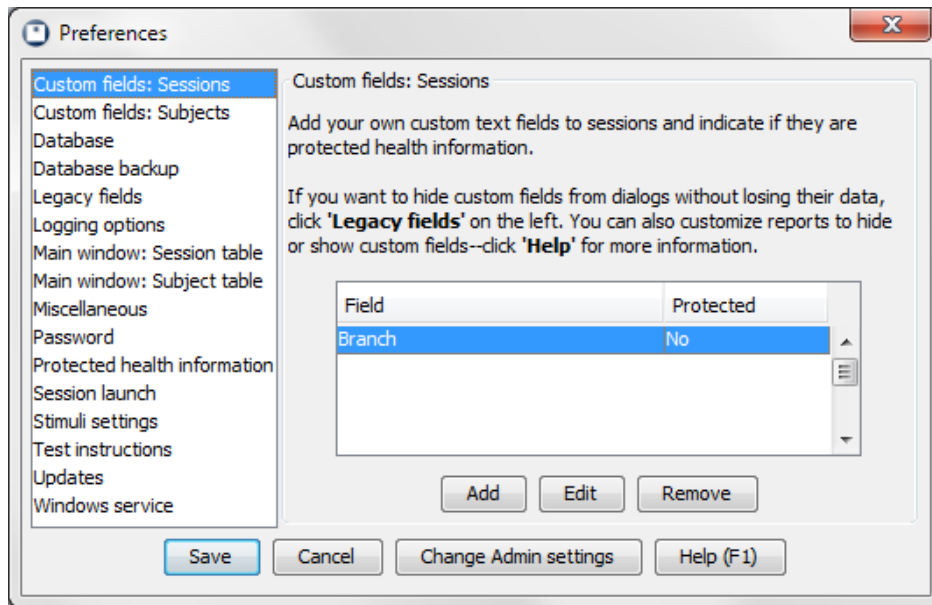 Preferences
Custom fields: Sessions
Custom fields: Subjects
Database
Database backup
Legacy fields
Logging options
Main window: Session table
Main window: Subject table
Miscellaneous
Password
Protected health information
Session launch
Stimuli settings
Test instructions
Updates
Windows service
Custom fields: Sessions
Add your own custom text fields to sessions and indicate if they are
protected health information.
If you want to hide custom fields from dialogs without losing their data,
click 'Legacy fields' on the left. You can also customize reports to hide
or show custom fields--click 'Help' for more information.
Field Protected
Branch No
Add Edit Remove
Save Cancel Change Admin settings Help (F1)